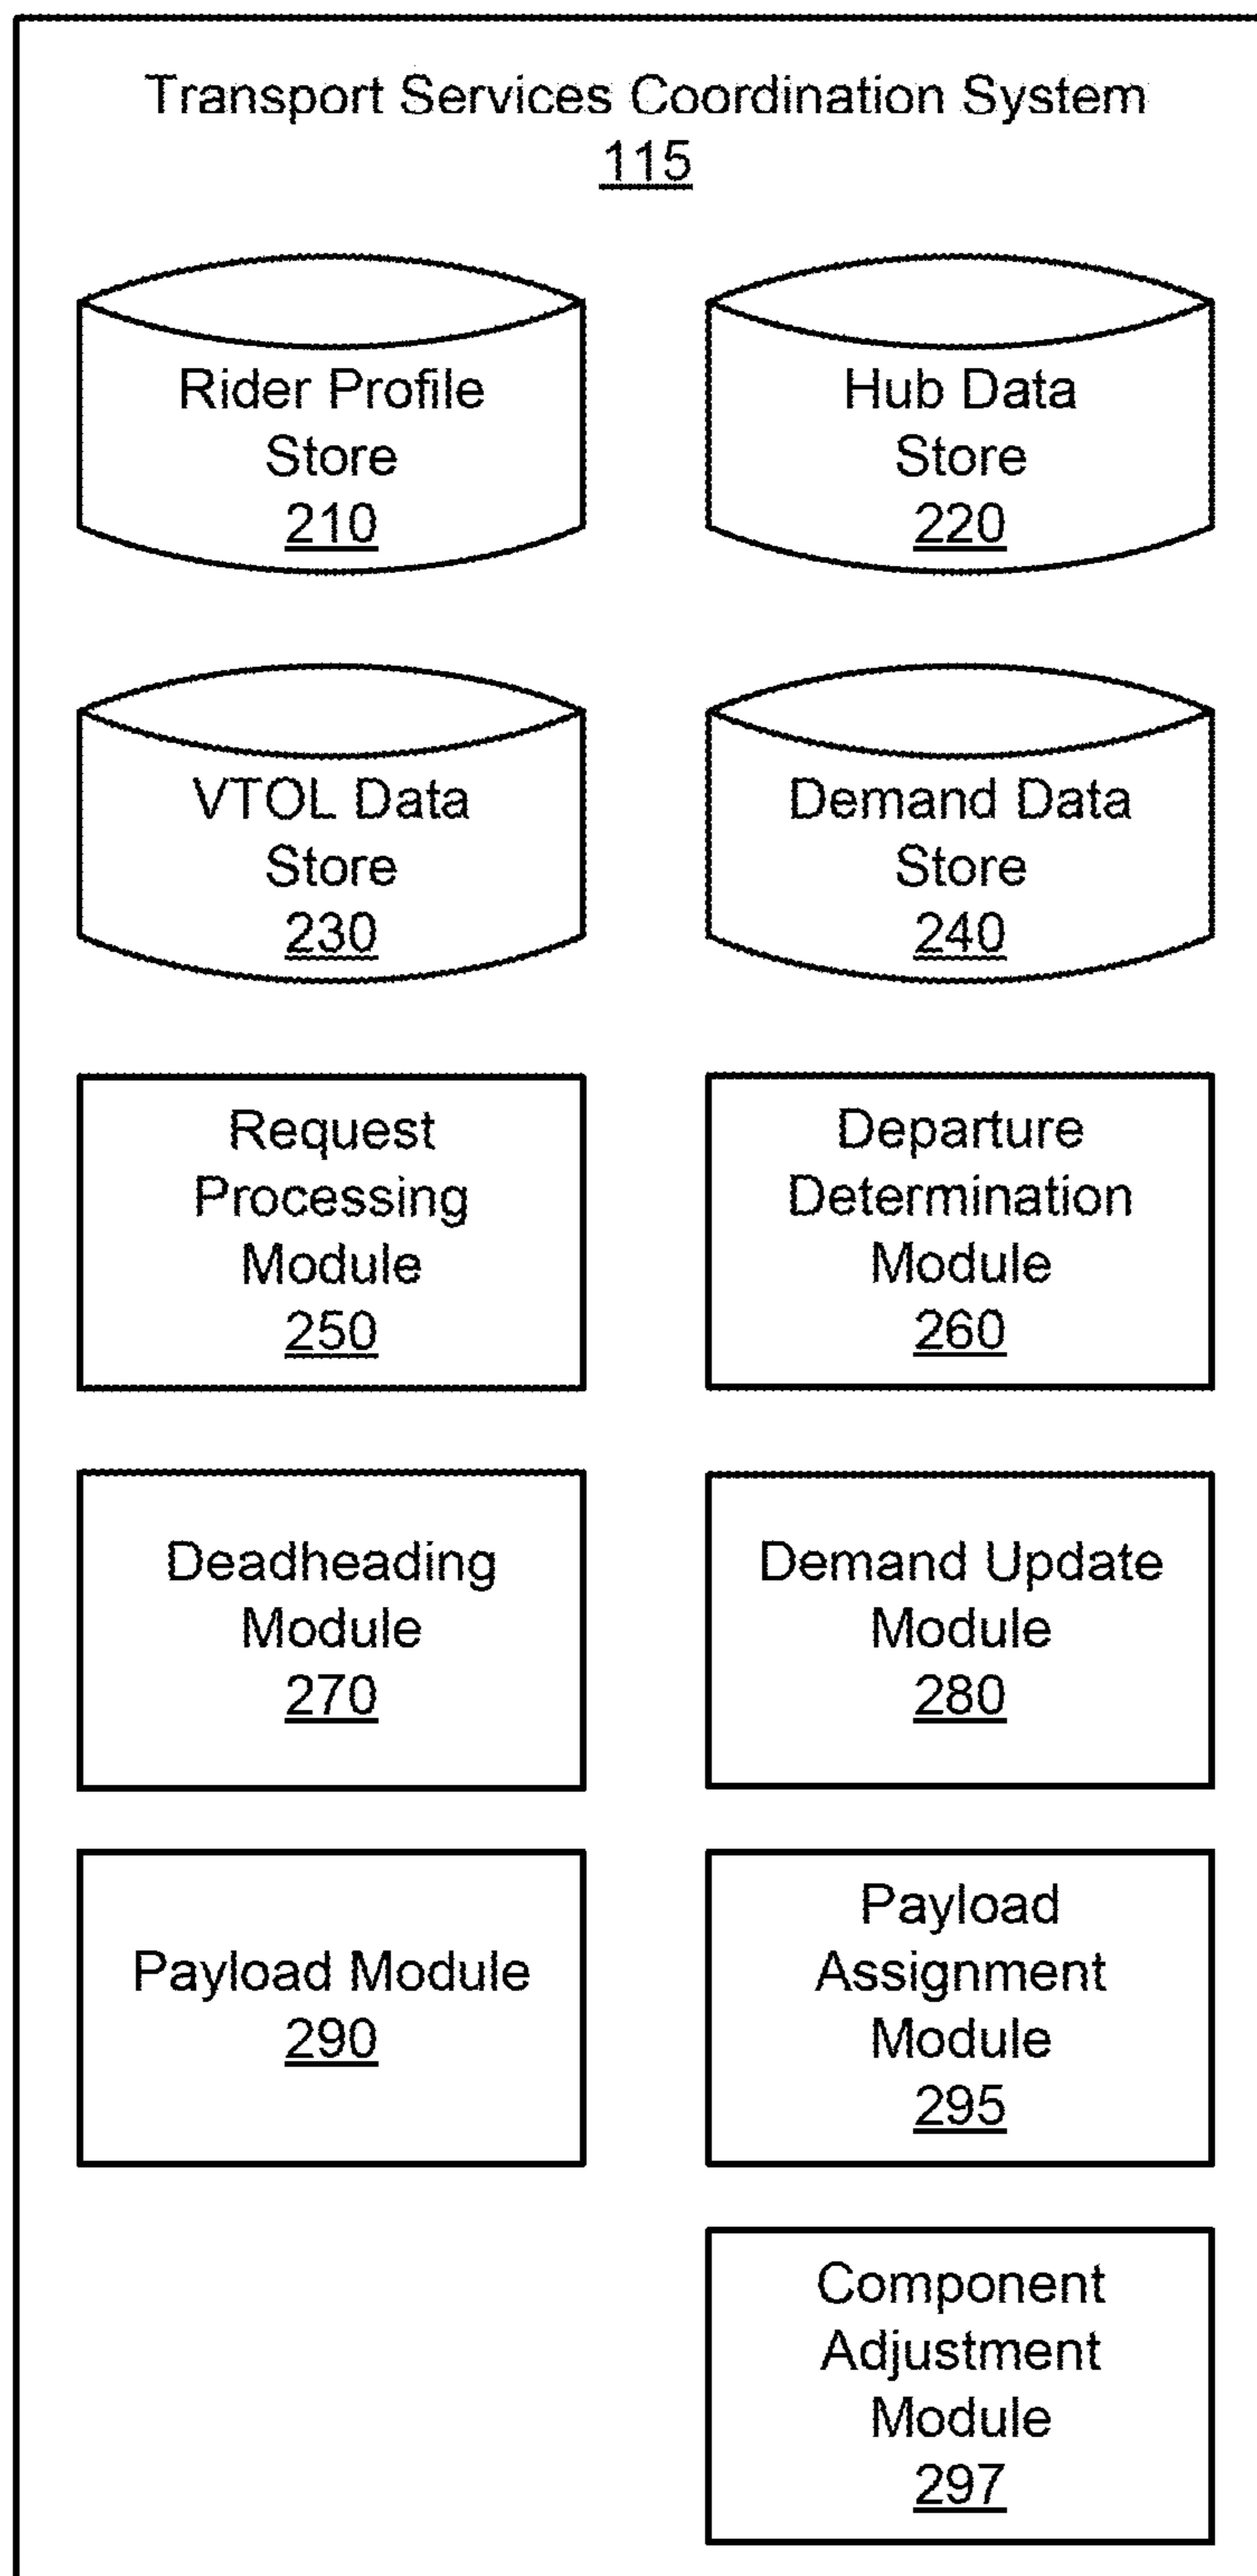 Transport Services Coordination System
115
Rider Profile
Store
210
Hub Data
Store
220
VTOL Data
Store
230
Demand Data
Store
240
Request
Processing
Module
250
Departure
Determination
Module
260
Deadheading
Module
270
Demand Update
Module
280
Payload Module
290
Payload
Assignment
Module
295
Component
Adjustment
Module
297